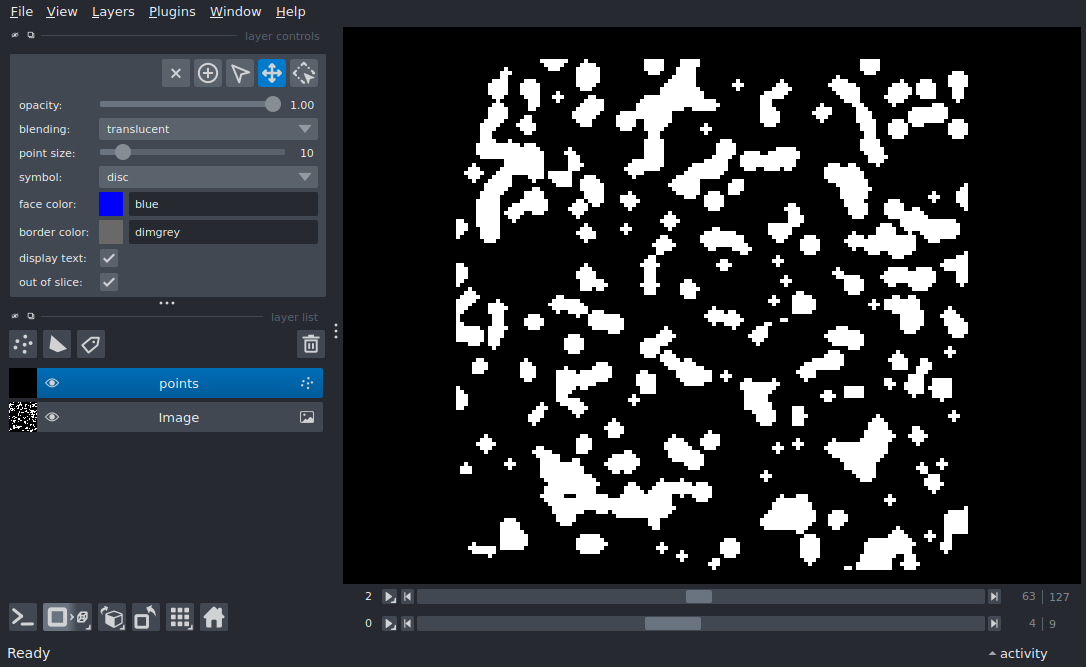 File View Layers Plugins Window Help
layer controls
opacity: 1.00
blending: translucent
point size: 10
symbol: disc
face color: blue
border color: dimgrey
display text:
out of slice:
layer list
points
Image
2 63 | 127
0 4 | 9
Ready activity